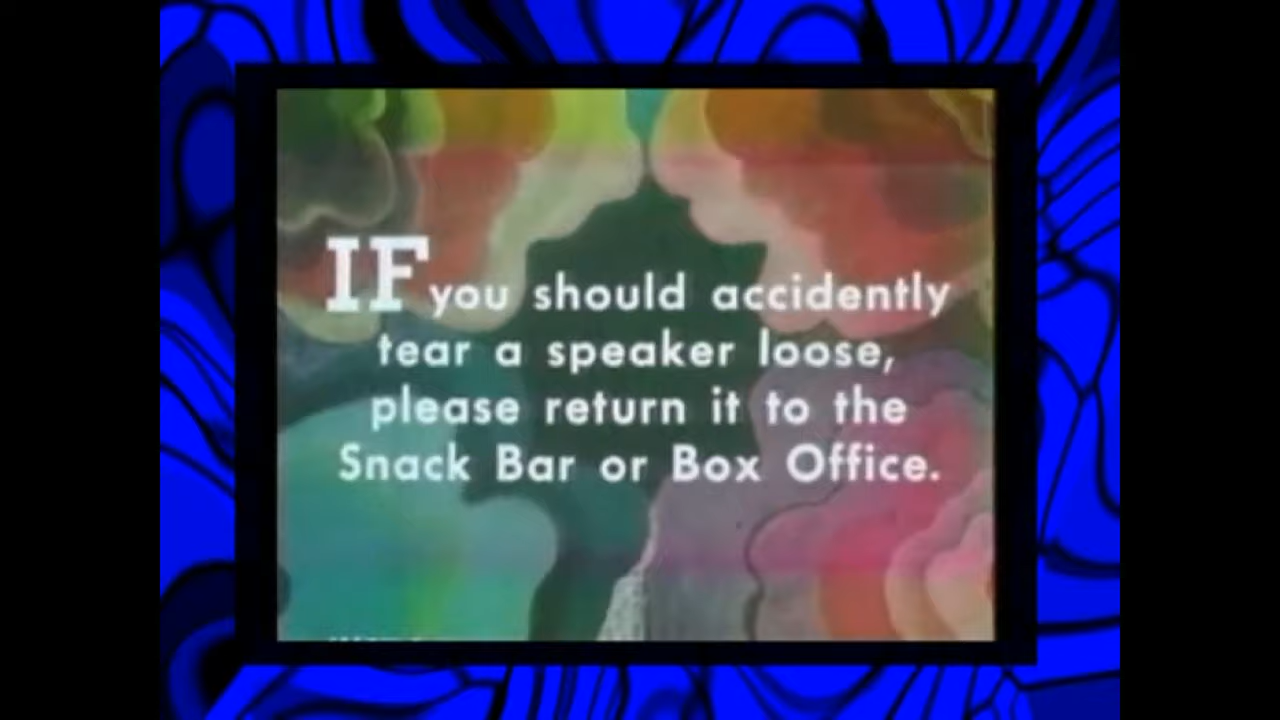 IF you should accidently
tear a speaker loose,
please return it to the
Snack Bar or Box Office.